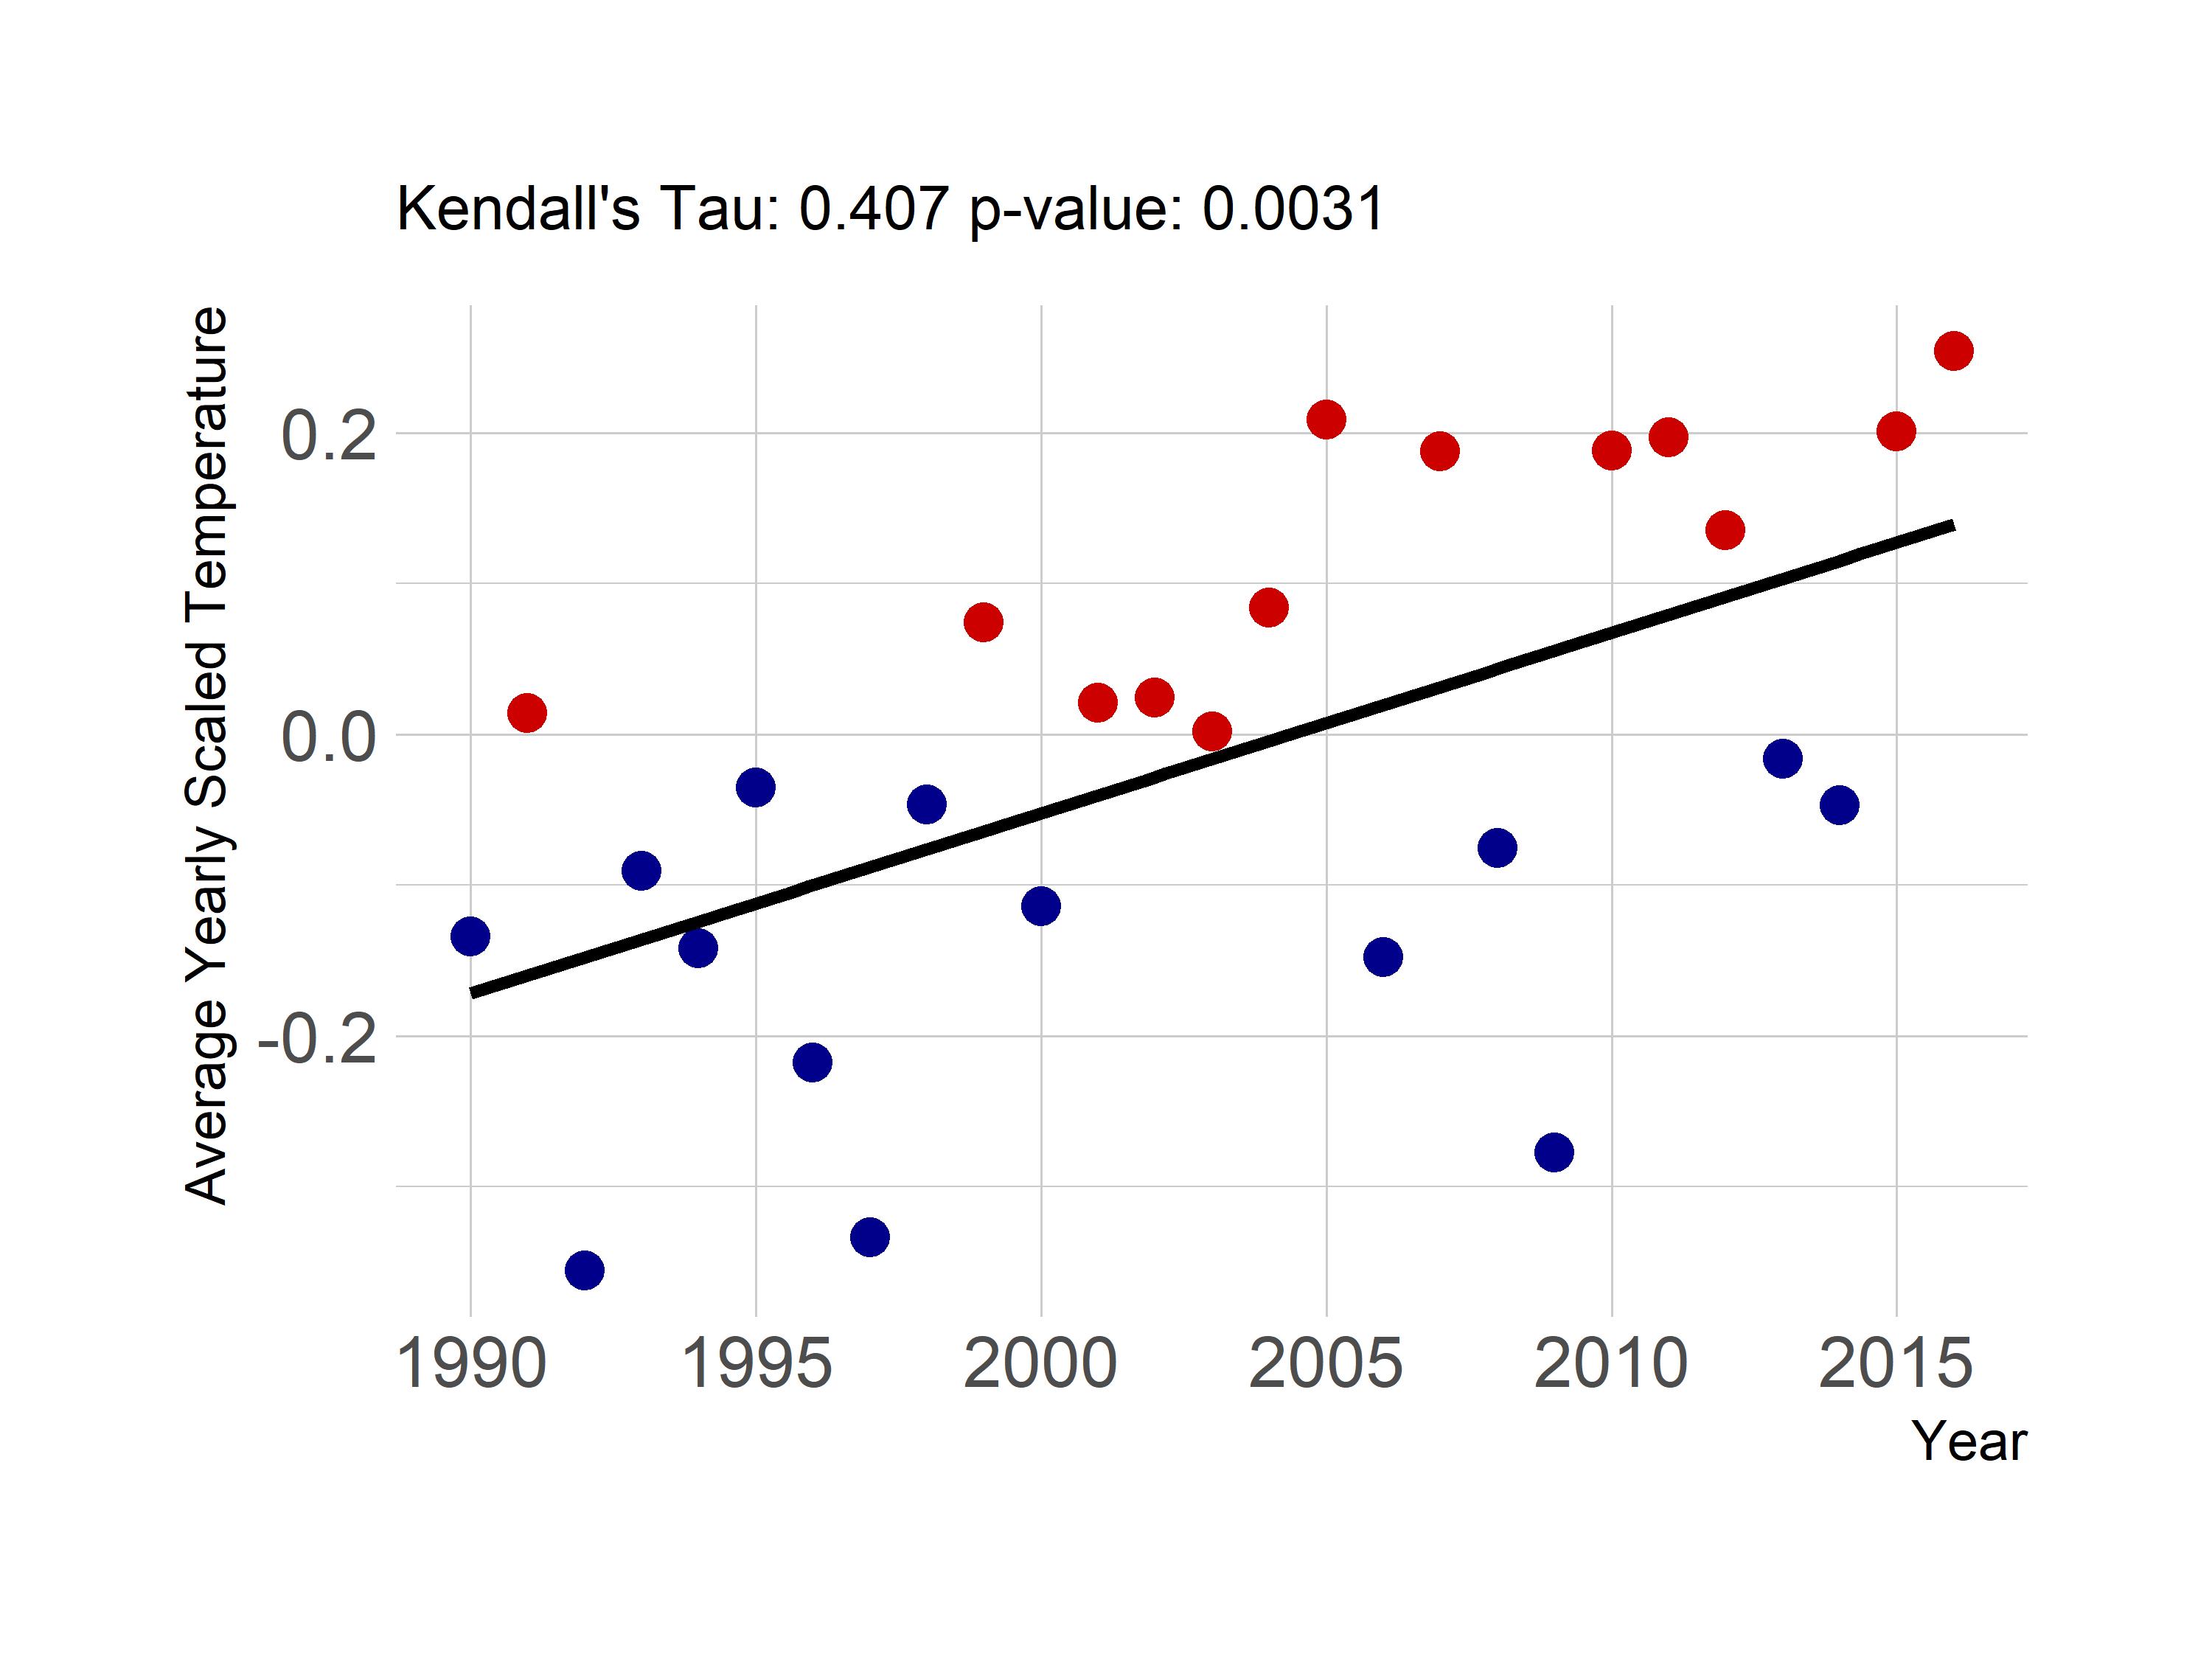 Kendall's Tau: 0.407 p-value: 0.0031
Average Yearly Scaled Temperature
0.2
0.0
-0.2
1990 1995 2000 2005 2010 2015
Year